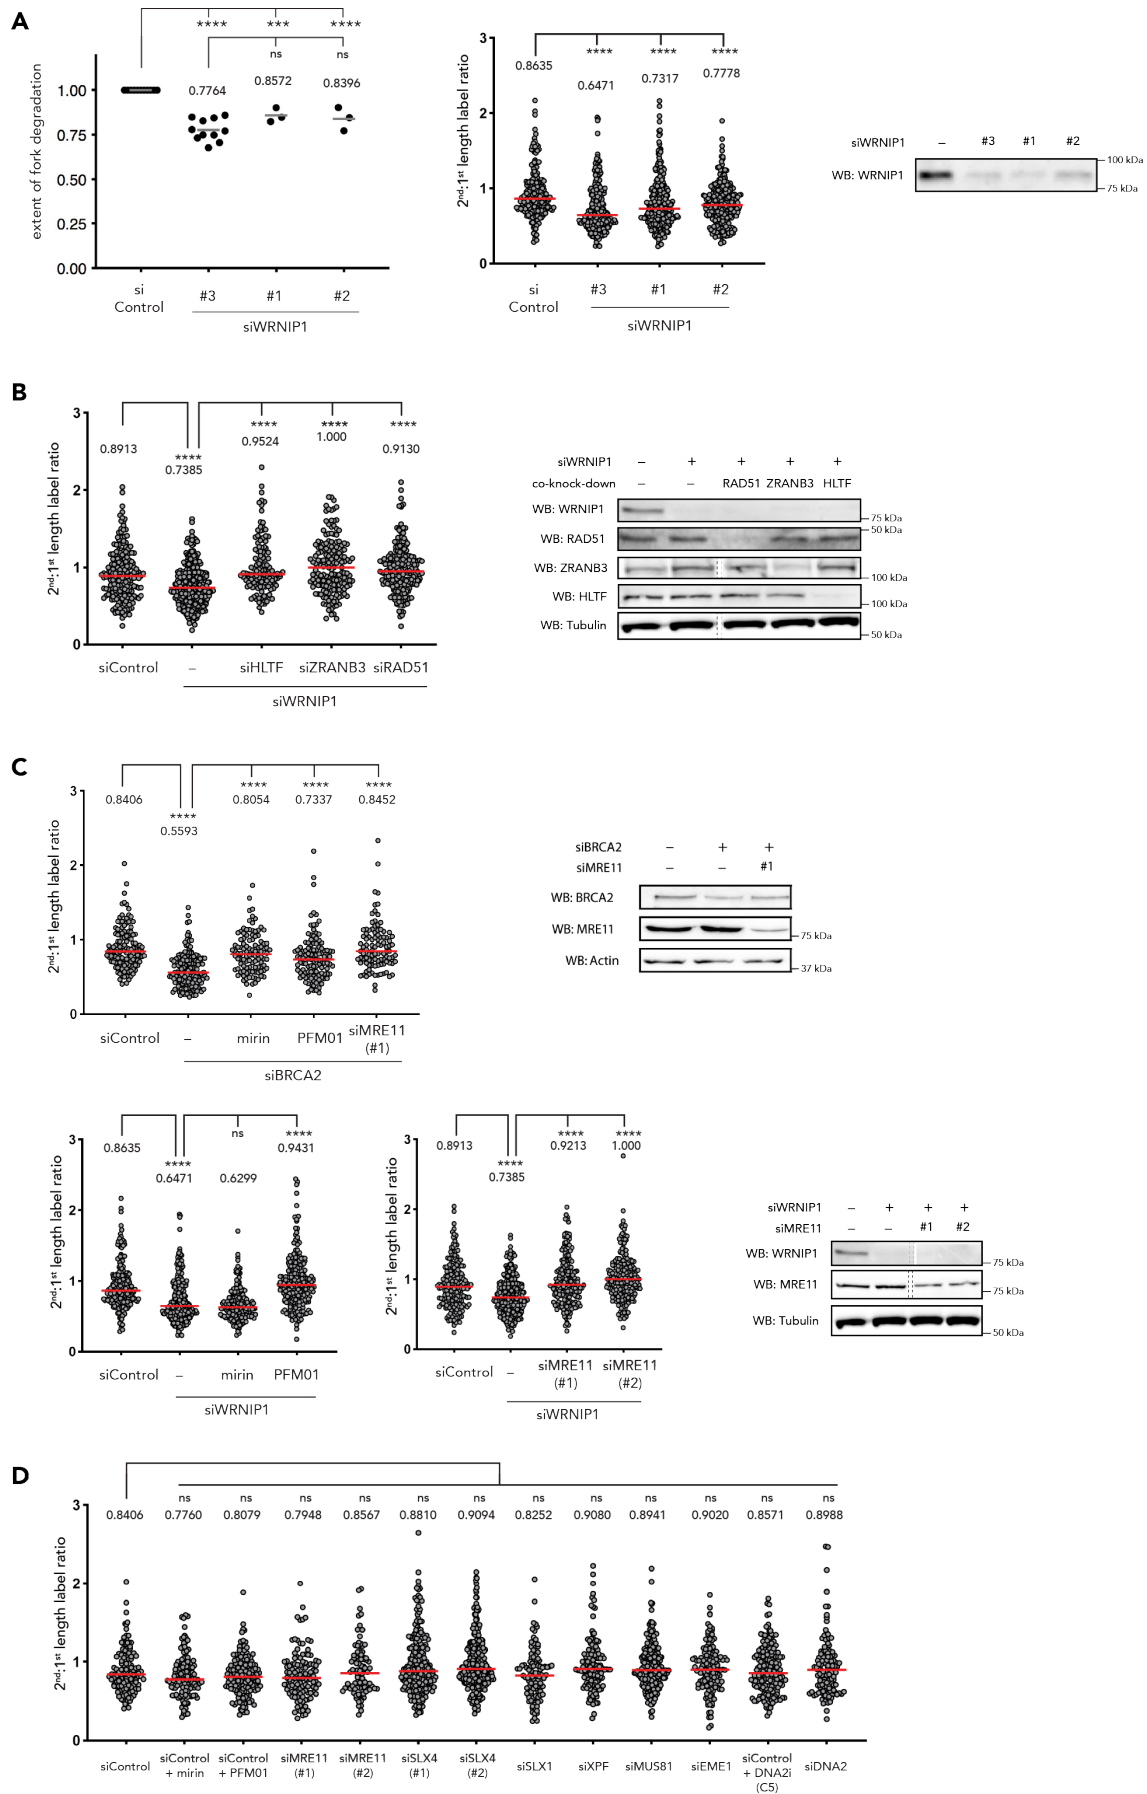 A
**** *** ****
ns ns
0.7764 0.8572 0.8396
extent of fork degradation
1.00
0.75
0.50
0.25
0.00
si Control #3 #1 #2
siWRNIP1
**** **** ****
0.8635 0.6471 0.7317 0.7778
2nd:1st length label ratio
3
2
1
0
si Control #3 #1 #2
siWRNIP1
siWRNIP1 – #3 #1 #2
WB: WRNIP1
100 kDa
75 kDa
B
**** **** **** ****
0.8913 0.7385 0.9524 1.000 0.9130
2nd:1st length label ratio
3
2
1
0
siControl – siHLTF siZRANB3 siRAD51
siWRNIP1
siWRNIP1 – + + + +
co-knock-down – – RAD51 ZRANB3 HLTF
WB: WRNIP1 75 kDa
WB: RAD51 50 kDa
WB: ZRANB3 100 kDa
WB: HLTF 100 kDa
WB: Tubulin 50 kDa
C
**** **** **** ****
0.8406 0.5593 0.8054 0.7337 0.8452
2nd:1st length label ratio
3
2
1
0
siControl – mirin PFM01 siMRE11 (#1)
siBRCA2
siBRCA2 – + +
siMRE11 – – #1
WB: BRCA2
WB: MRE11 75 kDa
WB: Actin 37 kDa
**** ns ****
0.8635 0.6471 0.6299 0.9431
2nd:1st length label ratio
3
2
1
0
siControl – mirin PFM01
siWRNIP1
**** **** ****
0.8913 0.7385 0.9213 1.000
2nd:1st length label ratio
3
2
1
0
siControl – siMRE11 (#1) siMRE11 (#2)
siWRNIP1
siWRNIP1 – + + +
siMRE11 – – #1 #2
WB: WRNIP1 75 kDa
WB: MRE11 75 kDa
WB: Tubulin 50 kDa
D
ns ns ns ns ns ns ns ns ns ns ns ns
0.8406 0.7760 0.8079 0.7948 0.8567 0.8810 0.9094 0.8252 0.9080 0.8941 0.9020 0.8571 0.8988
2nd:1st length label ratio
3
2
1
0
siControl siControl + mirin siControl + PFM01 siMRE11 (#1) siMRE11 (#2) siSLX4 (#1) siSLX4 (#2) siSLX1 siXPF siMUS81 siEME1 siControl + DNA2i (C5) siDNA2